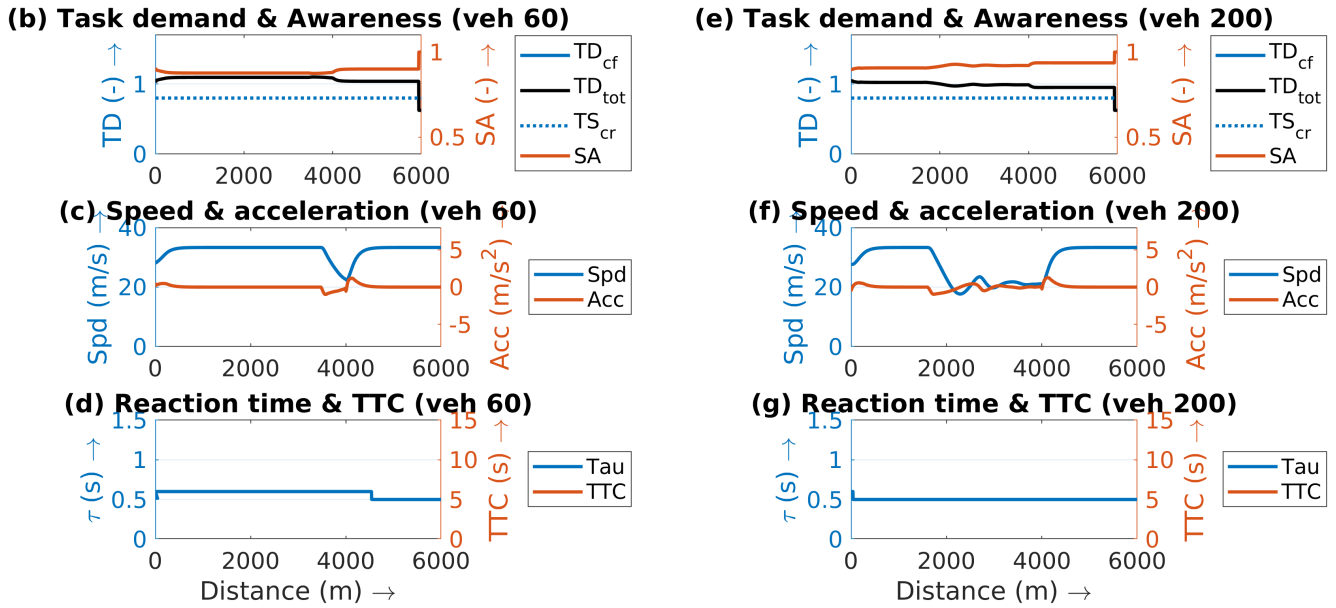 (b) Task demand & Awareness (veh 60)
TD (-) →
0
1
0.5
1
SA (-) →
0 2000 4000 6000
TD_cf
TD_tot
TS_cr
SA
(c) Speed & acceleration (veh 60)
Spd (m/s) →
0
20
40
-5
0
5
Acc (m/s²) →
0 2000 4000 6000
Spd
Acc
(d) Reaction time & TTC (veh 60)
τ (s) →
0
0.5
1
1.5
0
5
10
15
TTC (s) →
0 2000 4000 6000
Distance (m) →
Tau
TTC
(e) Task demand & Awareness (veh 200)
TD (-) →
0
1
0.5
1
SA (-) →
0 2000 4000 6000
TD_cf
TD_tot
TS_cr
SA
(f) Speed & acceleration (veh 200)
Spd (m/s) →
0
20
40
-5
0
5
Acc (m/s²) →
0 2000 4000 6000
Spd
Acc
(g) Reaction time & TTC (veh 200)
τ (s) →
0
0.5
1
1.5
0
5
10
15
TTC (s) →
0 2000 4000 6000
Distance (m) →
Tau
TTC